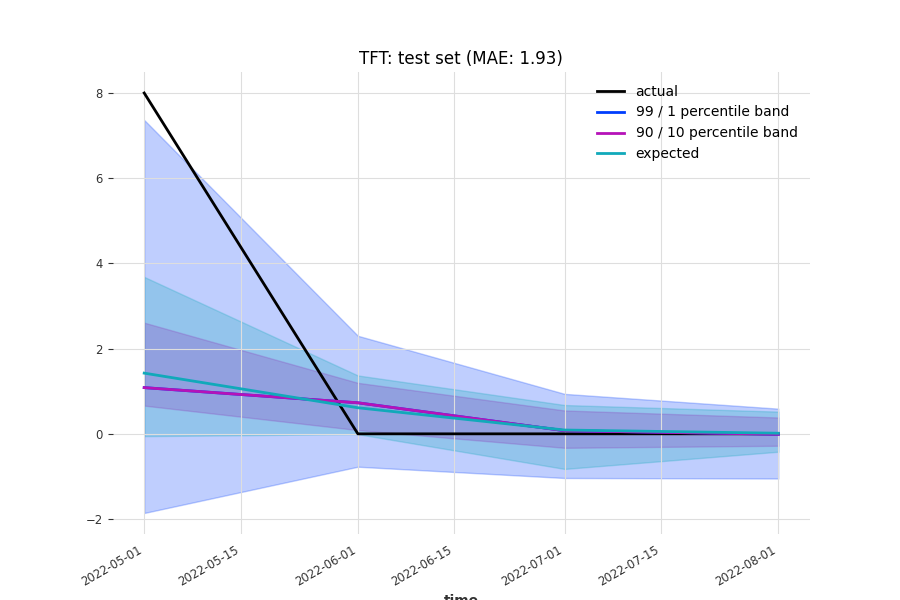 TFT: test set (MAE: 1.93)
actual
99 / 1 percentile band
90 / 10 percentile band
expected
8
6
4
2
0
−2
2022-05-01
2022-05-15
2022-06-01
2022-06-15
2022-07-01
2022-07-15
2022-08-01
time